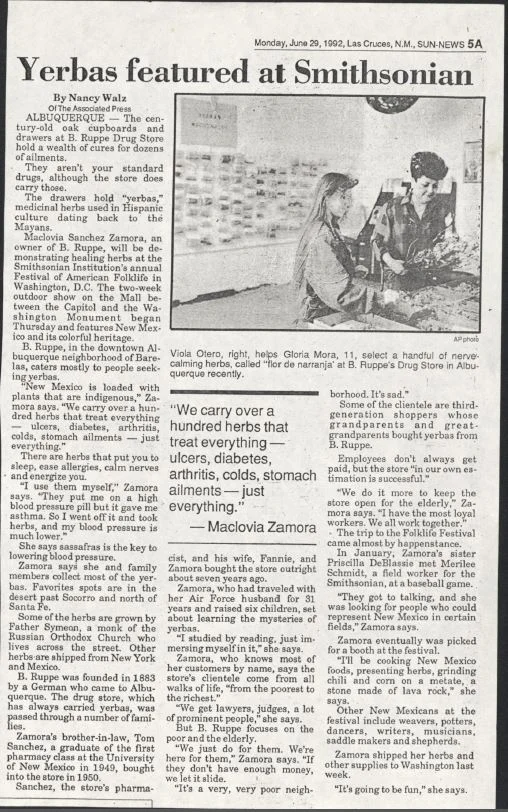 Monday, June 29, 1992, Las Cruces, N.M., SUN-NEWS 5A
Yerbas featured at Smithsonian
By Nancy Walz
Of The Associated Press
ALBUQUERQUE — The cen-
tury-old oak cupboards and
drawers at B. Ruppe Drug Store
hold a wealth of cures for dozens
of ailments.
They aren't your standard
drugs, although the store does
carry those.
The drawers hold "yerbas,"
medicinal herbs used in Hispanic
culture dating back to the
Mayans.
Maclovia Sanchez Zamora, an
owner of B. Ruppe, will be de-
monstrating healing herbs at the
Smithsonian Institution's annual
Festival of American Folklife in
Washington, D.C. The two-week
outdoor show on the Mall be-
tween the Capitol and the Wa-
shington Monument began
Thursday and features New Mex-
ico and its colorful heritage.
B. Ruppe, in the downtown Al-
buquerque neighborhood of Bare-
las, caters mostly to people seek-
ing yerbas.
"New Mexico is loaded with
plants that are indigenous," Za-
mora says. "We carry over a hun-
dred herbs that treat everything
— ulcers, diabetes, arthritis,
colds, stomach ailments — just
everything."
There are herbs that put you to
sleep, ease allergies, calm nerves
and energize you.
"I use them myself," Zamora
says. "They put me on a high
blood pressure pill but it gave me
asthma. So I went off it and took
herbs, and my blood pressure is
much lower."
She says sassafras is the key to
lowering blood pressure.
Zamora says she and family
members collect most of the yer-
bas. Favorite spots are in the
desert past Socorro and north of
Santa Fe.
Some of the herbs are grown by
Father Symeon, a monk of the
Russian Orthodox Church who
lives across the street. Other
herbs are shipped from New York
and Mexico.
B. Ruppe was founded in 1883
by a German who came to Albu-
querque. The drug store, which
has always carried yerbas, was
passed through a number of fami-
lies.
Zamora's brother-in-law, Tom
Sanchez, a graduate of the first
pharmacy class at the University
of New Mexico in 1949, bought
into the store in 1950.
Sanchez, the store's pharma-
AP photo
Viola Otero, right, helps Gloria Mora, 11, select a handful of nerve-
calming herbs, called "flor de narranja' at B. Ruppe's Drug Store in Albu-
querque recently.
"We carry over a
hundred herbs that
treat everything —
ulcers, diabetes,
arthritis, colds, stomach
ailments — just
everything."
— Maclovia Zamora
cist, and his wife, Fannie, and
Zamora bought the store outright
about seven years ago.
Zamora, who had traveled with
her Air Force husband for 31
years and raised six children, set
about learning the mysteries of
yerbas.
"I studied by reading, just im-
mersing myself in it," she says.
Zamora, who knows most of
her customers by name, says the
store's clientele come from all
walks of life, "from the poorest to
the richest."
"We get lawyers, judges, a lot
of prominent people," she says.
But B. Ruppe focuses on the
poor and the elderly.
"We just do for them. We're
here for them," Zamora says. "If
they don't have enough money,
we let it slide.
"It's a very, very poor neigh-
borhood. It's sad."
Some of the clientele are third-
generation shoppers whose
grandparents and great-
grandparents bought yerbas from
B. Ruppe.
Employees don't always get
paid, but the store "in our own es-
timation is successful."
"We do it more to keep the
store open for the elderly," Za-
mora says. "I have the most loyal
workers. We all work together."
The trip to the Folklife Festival
came almost by happenstance.
In January, Zamora's sister
Priscilla DeBlassie met Merilee
Schmidt, a field worker for the
Smithsonian, at a baseball game.
"They got to talking, and she
was looking for people who could
represent New Mexico in certain
fields," Zamora says.
Zamora eventually was picked
for a booth at the festival.
"I'll be cooking New Mexico
foods, presenting herbs, grinding
chili and corn on a metate, a
stone made of lava rock," she
says.
Other New Mexicans at the
festival include weavers, potters,
dancers, writers, musicians,
saddle makers and shepherds.
Zamora shipped her herbs and
other supplies to Washington last
week.
"It's going to be fun," she says.